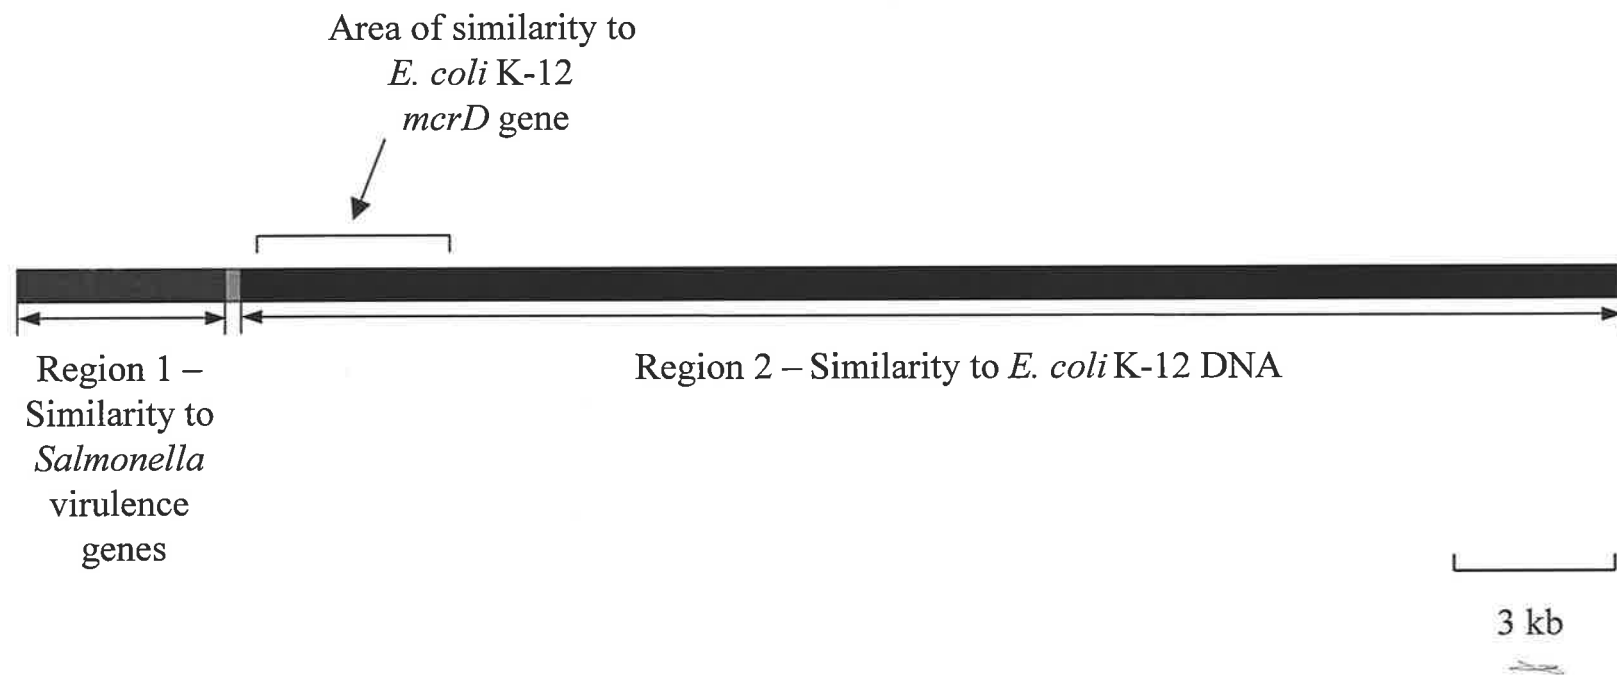 Area of similarity to
E. coli K-12
mcrD gene
Region 1 –
Similarity to
Salmonella
virulence
genes
Region 2 – Similarity to E. coli K-12 DNA
3 kb